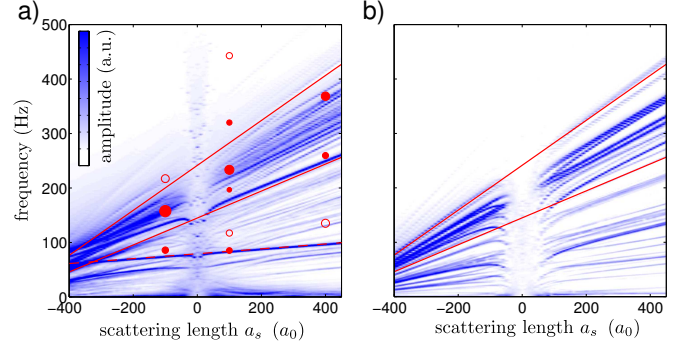 a)
b)
500
400
300
200
100
0
frequency (Hz)
amplitude (a.u.)
−400
−200
0
200
400
−400
−200
0
200
400
scattering length a_s (a_0)
scattering length a_s (a_0)